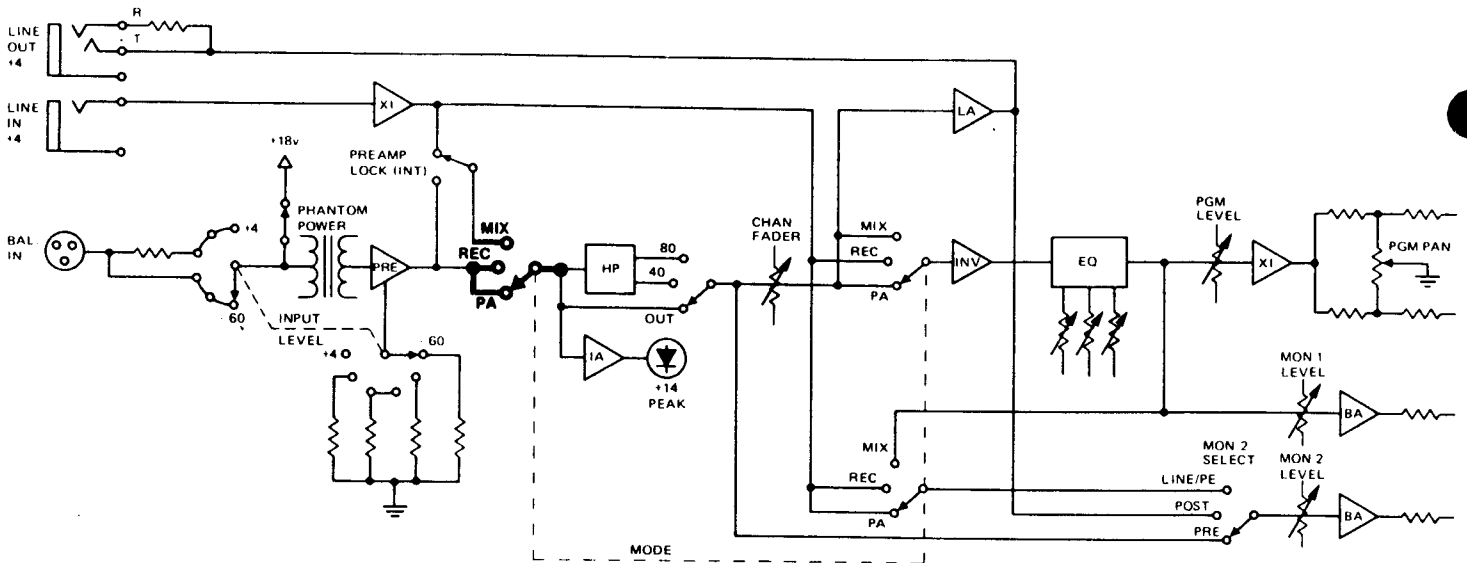 LINE
OUT
+4
R
T
LINE
IN
+4
X1
LA
+18v
PREAMP
LOCK (INT)
PHANTOM
POWER
BAL
IN
+4
60
INPUT
LEVEL
PRE
+4
60
MIX
REC
PA
HP
80
40
OUT
IA
+14
PEAK
CHAN
FADER
MIX
REC
PA
INV
EQ
PGM
LEVEL
X1
PGM PAN
MON 1
LEVEL
BA
MIX
REC
PA
MON 2
SELECT
LINE/PE
POST
PRE
MON 2
LEVEL
BA
MODE